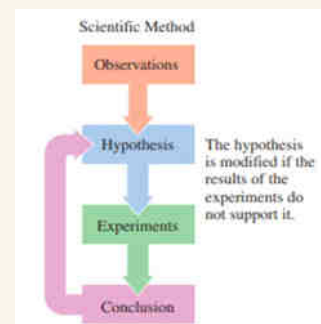 Scientific Method
Observations
Hypothesis
The hypothesis
is modified if the
results of the
experiments do
not support it.
Experiments
Conclusion